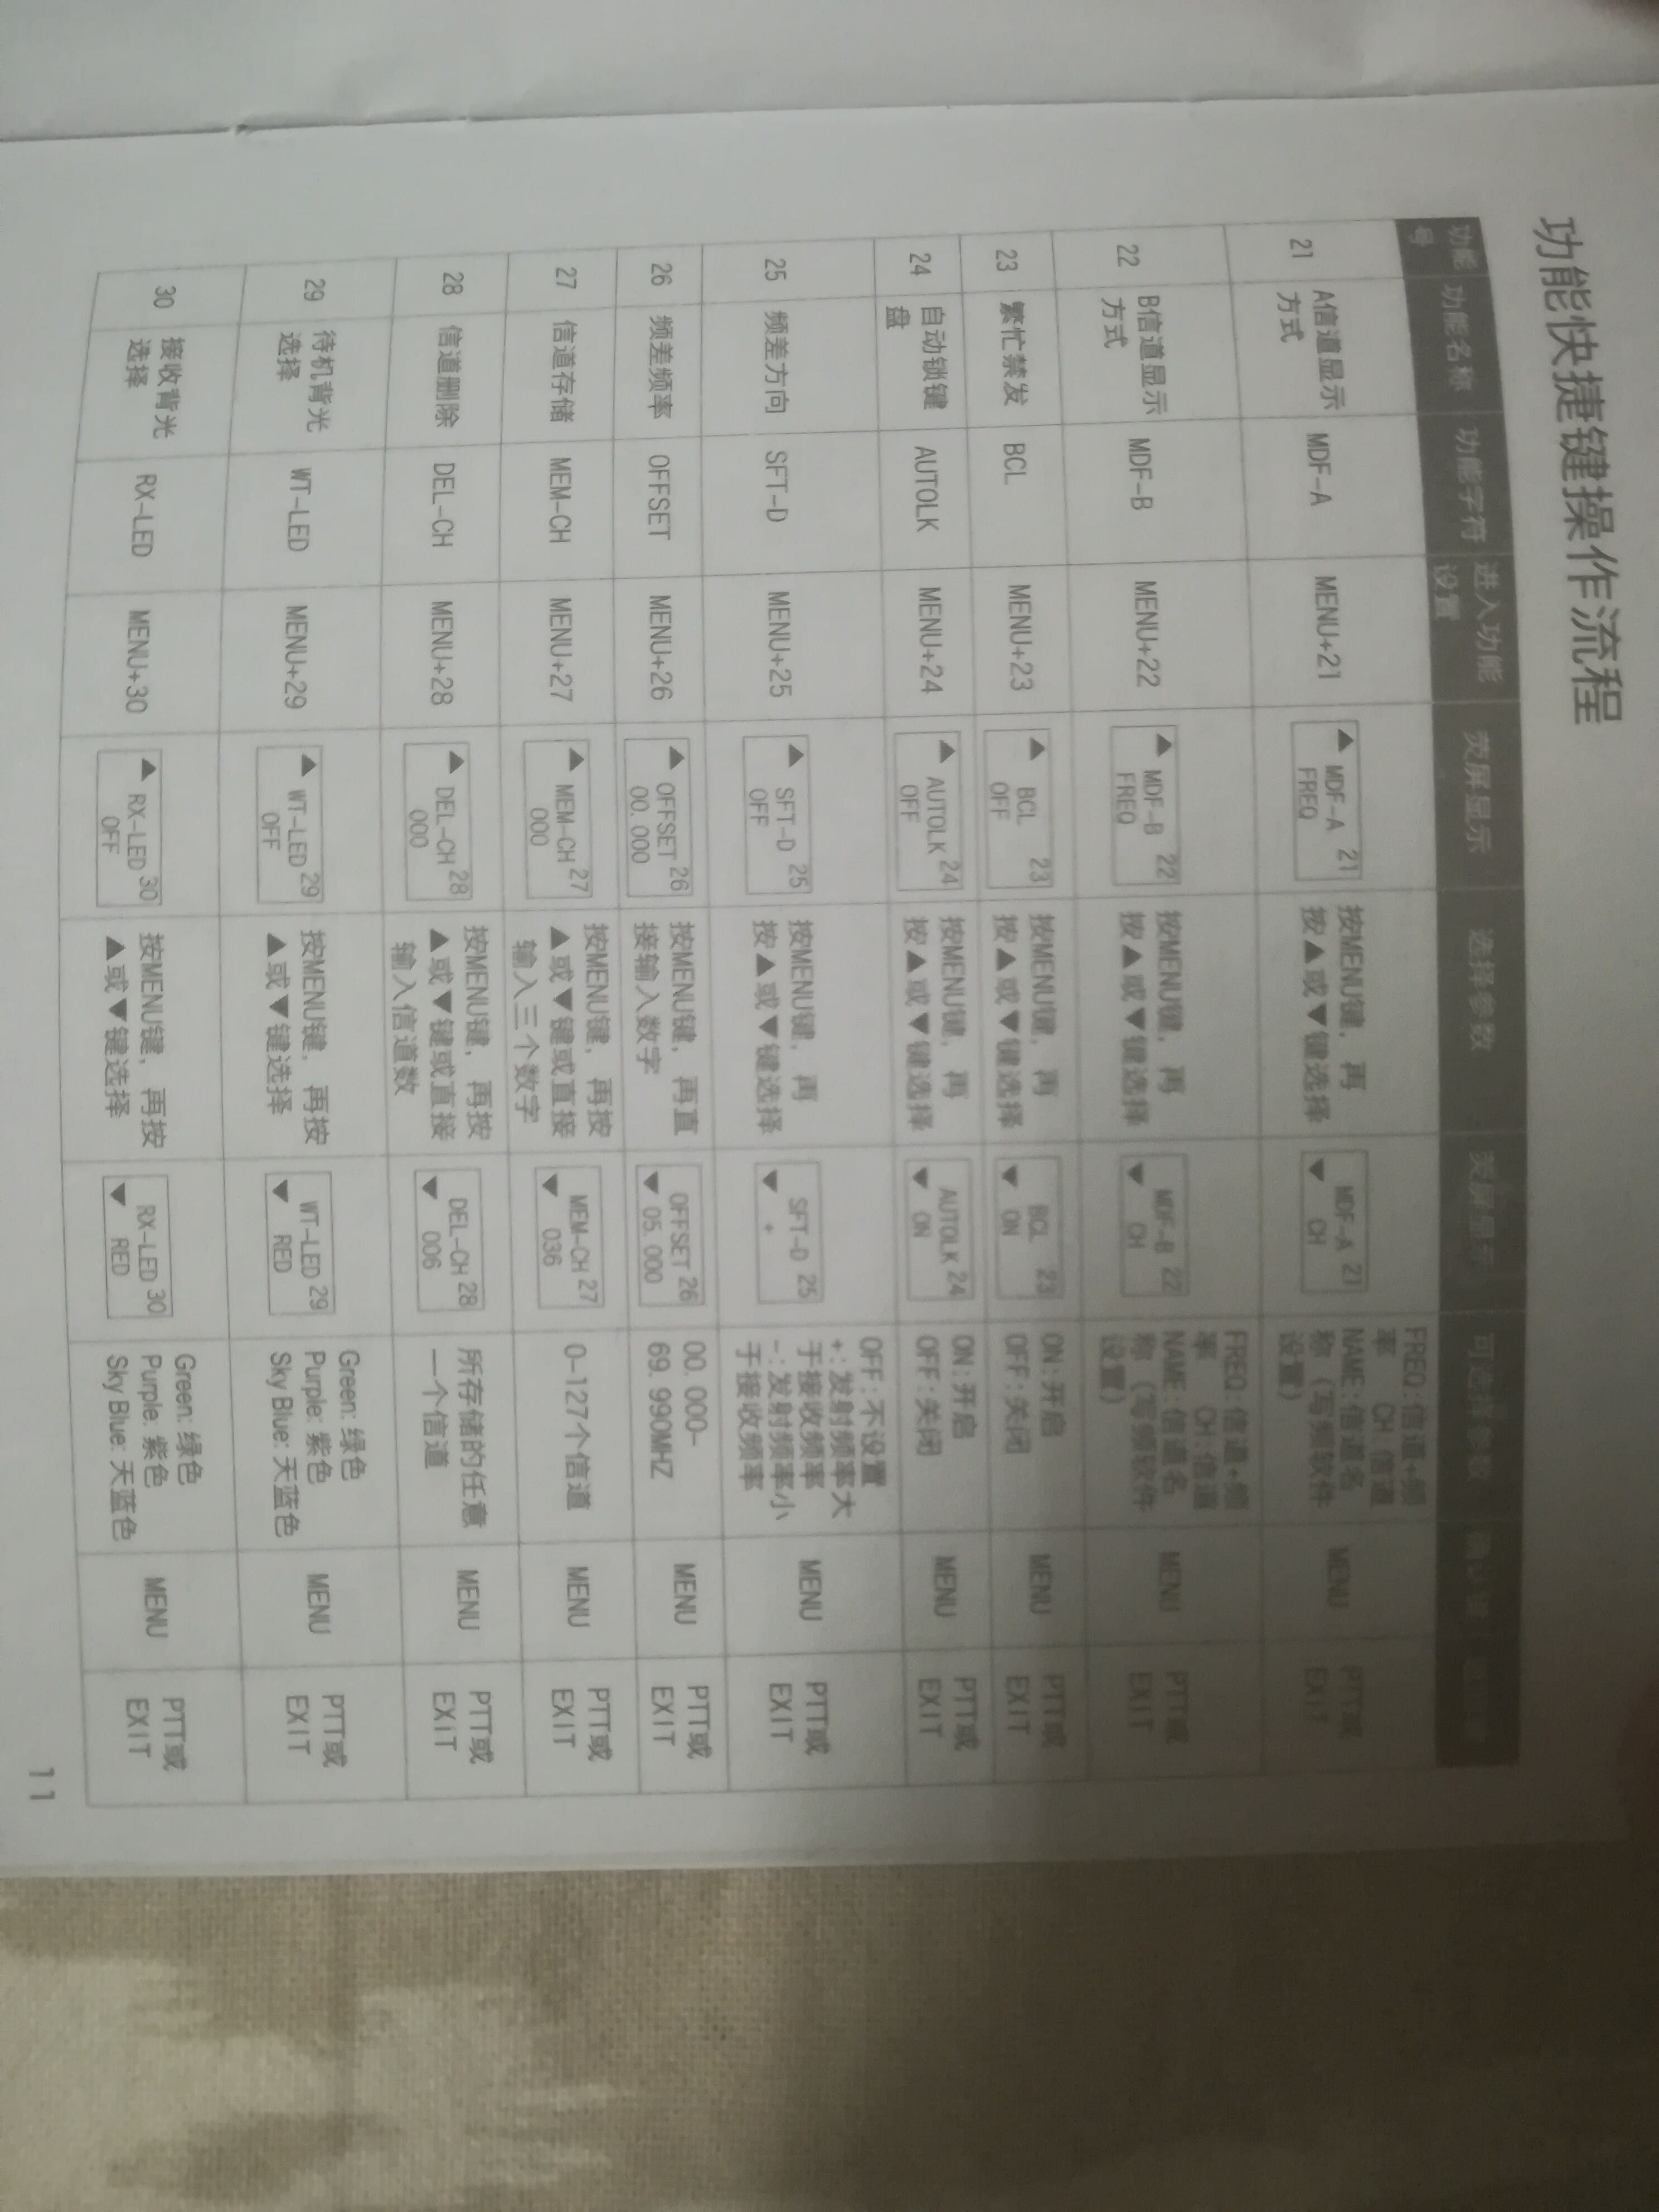 功能快捷键操作流程
功能号 功能名称 功能字符 进入功能设置 荧屏显示 选择参数 荧屏显示 可选择参数 确认键
21 A信道显示方式 MDF-A MENU+21 ▲ MDF-A 21 FREQ 按MENU键，再按▲或▼键选择 MDF-A 21 ▼ CH FREQ:信道+频率 CH:信道 NAME:信道名称（写频软件设置） MENU PTT或EXIT
22 B信道显示方式 MDF-B MENU+22 ▲ MDF-B 22 FREQ 按MENU键，再按▲或▼键选择 MDF-B 22 ▼ CH FREQ:信道+频率 CH:信道 NAME:信道名称（写频软件设置） MENU PTT或EXIT
23 繁忙禁发 BCL MENU+23 ▲ BCL 23 OFF 按MENU键，再按▲或▼键选择 BCL 23 ▼ ON ON:开启 OFF:关闭 MENU PTT或EXIT
24 自动锁键盘 AUTOLK MENU+24 ▲ AUTOLK 24 OFF 按MENU键，再按▲或▼键选择 AUTOLK 24 ▼ ON ON:开启 OFF:关闭 MENU PTT或EXIT
25 频差方向 SFT-D MENU+25 ▲ SFT-D 25 OFF 按MENU键，再按▲或▼键选择 SFT-D 25 ▼ + OFF:不设置 +:发射频率大于接收频率 -:发射频率小于接收频率 MENU PTT或EXIT
26 频差频率 OFFSET MENU+26 ▲ OFFSET 26 00.000 按MENU键，再直接输入数字 OFFSET 26 ▼ 05.000 00.000-69.990MHZ MENU PTT或EXIT
27 信道存储 MEM-CH MENU+27 ▲ MEM-CH 27 000 按MENU键，再按▲或▼键或直接输入三个数字 MEM-CH 27 ▼ 036 0-127个信道 MENU PTT或EXIT
28 信道删除 DEL-CH MENU+28 ▲ DEL-CH 28 000 按MENU键，再按▲或▼键或直接输入信道数 DEL-CH 28 ▼ 006 所存储的任意一个信道 MENU PTT或EXiT
29 待机背光选择 WT-LED MENU+29 ▲ WT-LED 29 OFF 按MENU键，再按▲或▼键选择 WT-LED 29 ▼ RED Green: 绿色 Purple: 紫色 Sky Blue: 天蓝色 MENU PTT或EXIT
30 接收背光选择 RX-LED MENU+30 ▲ RX-LED 30 OFF 按MENU键，再按▲或▼键选择 RX-LED 30 ▼ RED Green: 绿色 Purple: 紫色 Sky Blue: 天蓝色 MENU PTT或EXIT
11